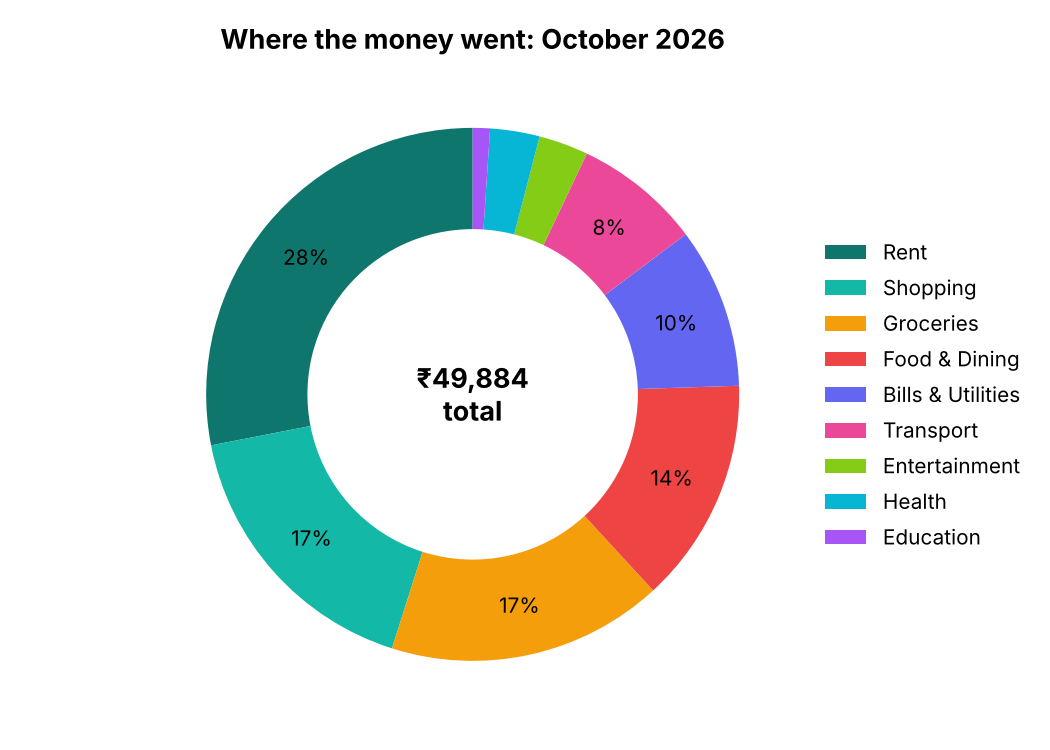 Where the money went: October 2026
8%
28%
10%
₹49,884
total
14%
17%
17%
Rent
Shopping
Groceries
Food & Dining
Bills & Utilities
Transport
Entertainment
Health
Education